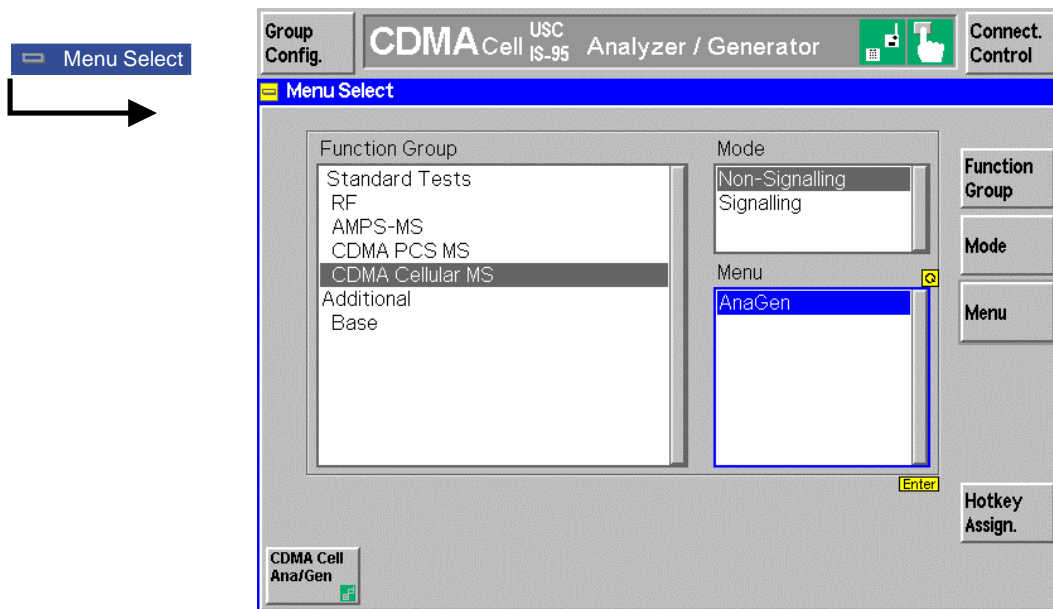 Menu Select
Group
Config.
CDMA Cell USC IS-95 Analyzer / Generator
Connect.
Control
Menu Select
Function Group
Standard Tests
RF
AMPS-MS
CDMA PCS MS
CDMA Cellular MS
Additional
Base
Mode
Non-Signalling
Signalling
Menu
AnaGen
Enter
Function
Group
Mode
Menu
Hotkey
Assign.
CDMA Cell
Ana/Gen